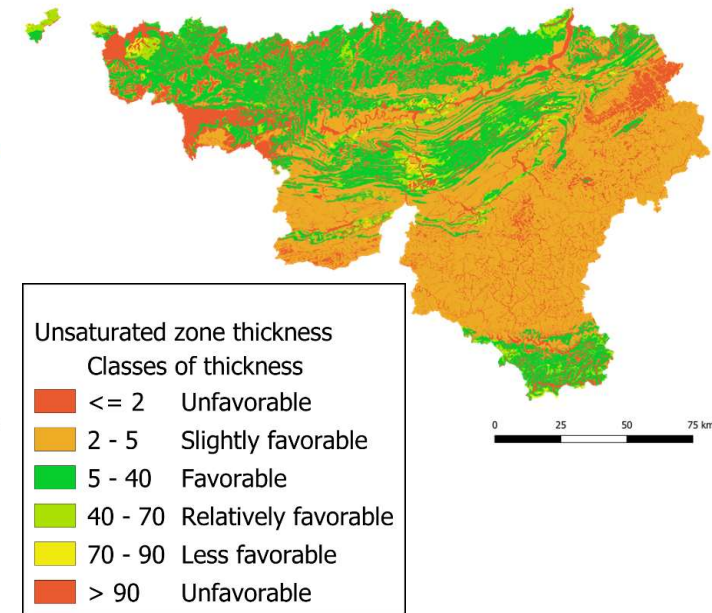 Unsaturated zone thickness
Classes of thickness
<= 2 Unfavorable
2 - 5 Slightly favorable
5 - 40 Favorable
40 - 70 Relatively favorable
70 - 90 Less favorable
> 90 Unfavorable
0 25 50 75 km